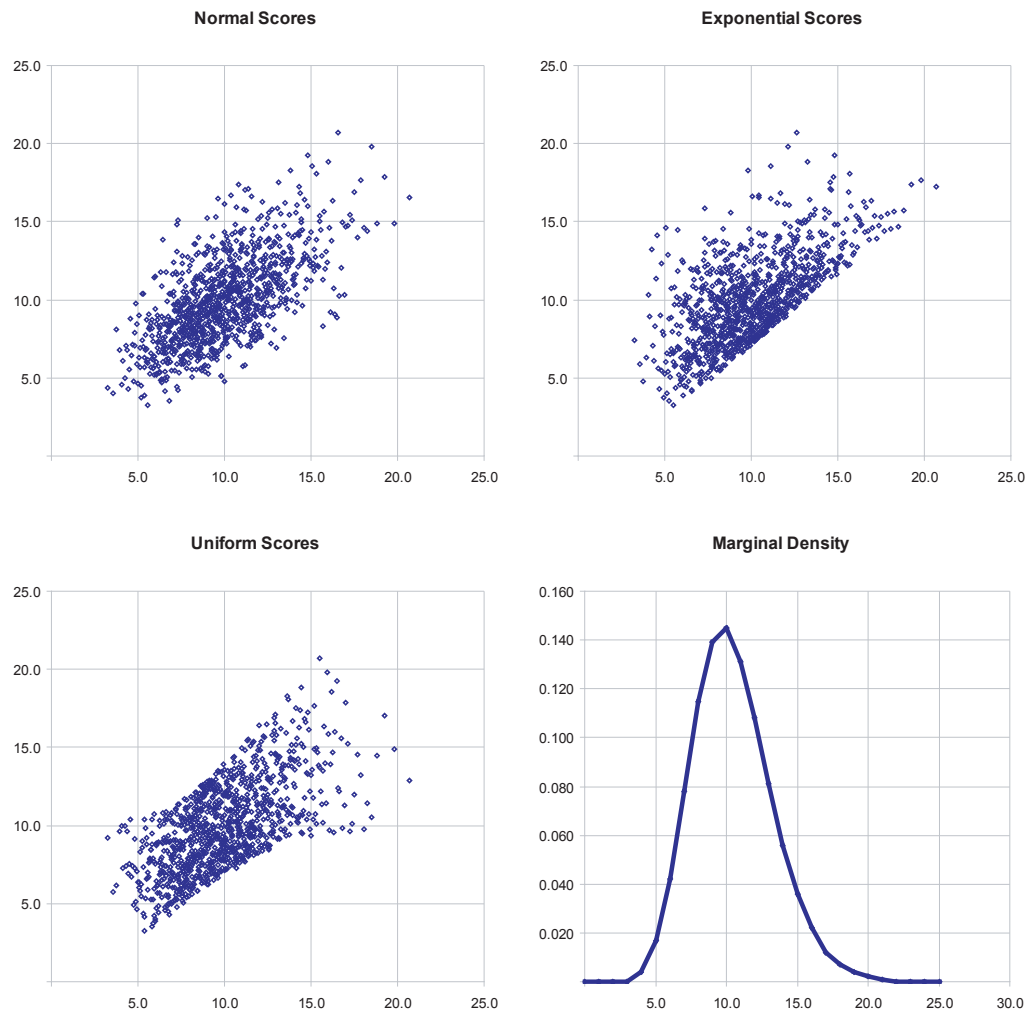 Normal Scores
25.0
20.0
15.0
10.0
5.0
5.0 10.0 15.0 20.0 25.0
Exponential Scores
25.0
20.0
15.0
10.0
5.0
5.0 10.0 15.0 20.0 25.0
Uniform Scores
25.0
20.0
15.0
10.0
5.0
5.0 10.0 15.0 20.0 25.0
Marginal Density
0.160
0.140
0.120
0.100
0.080
0.060
0.040
0.020
5.0 10.0 15.0 20.0 25.0 30.0